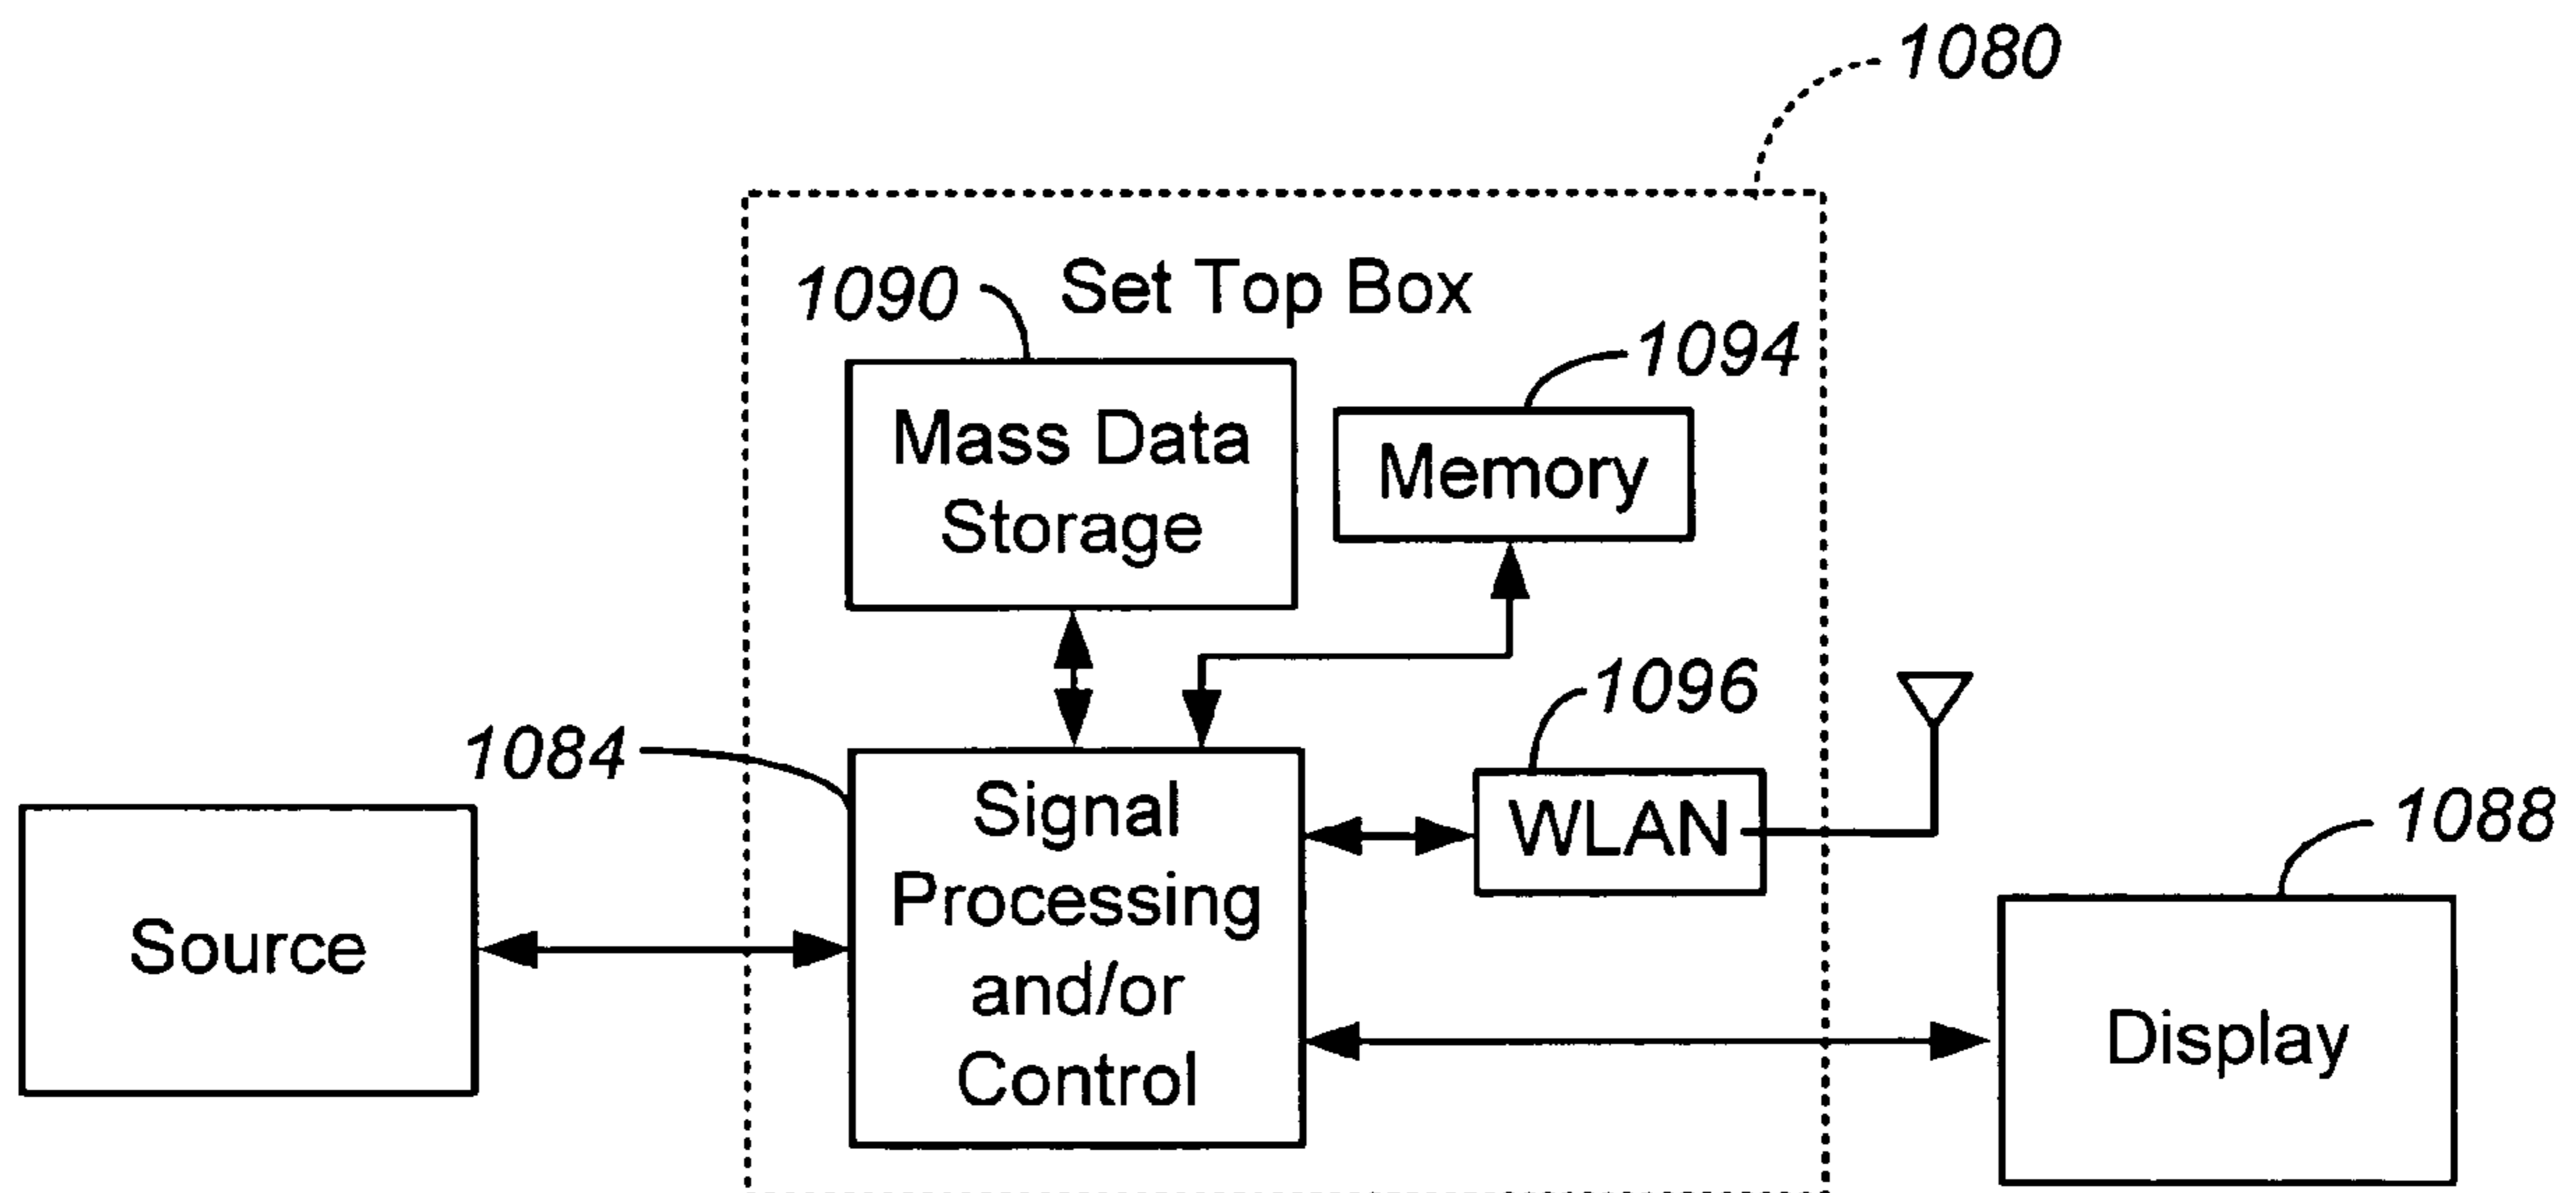 1080
Set Top Box
1090
1094
Mass Data
Storage
Memory
1096
1084
Signal
Processing
and/or
Control
WLAN
1088
Source
Display